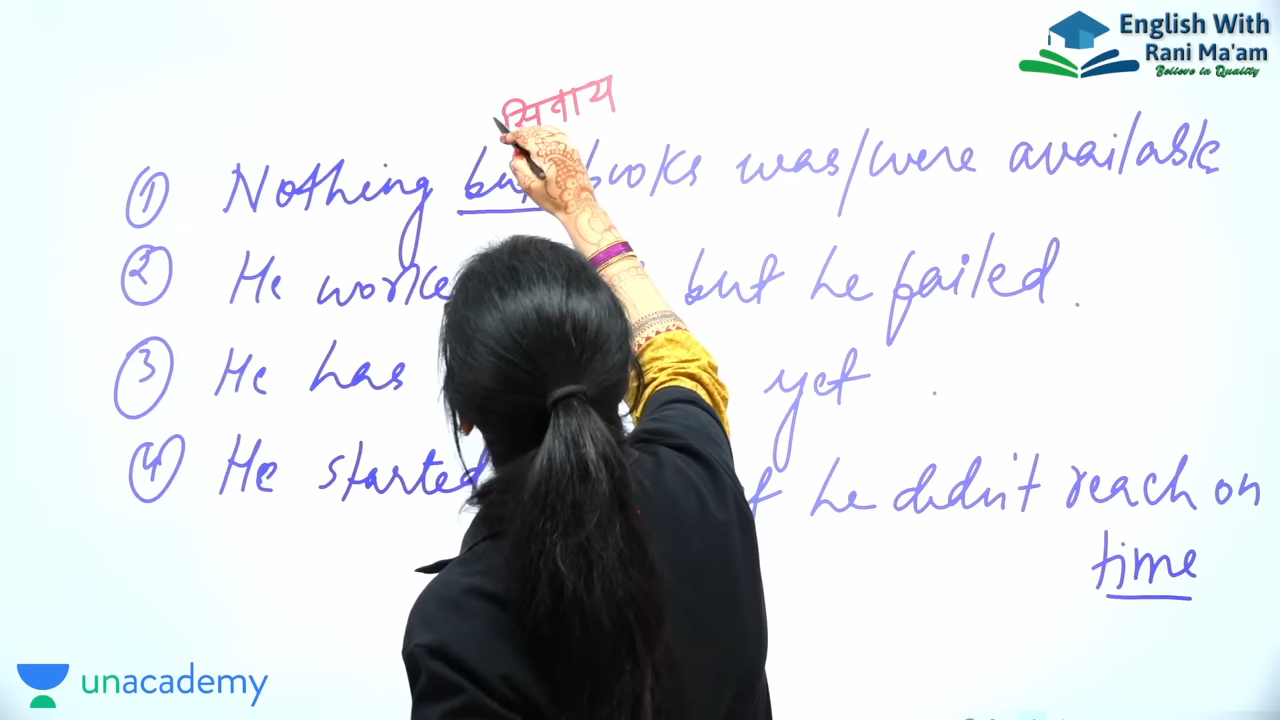 English With
Rani Ma'am
Believe in Quality
सिवाय
① Nothing but books was/were available
② He worke but he failed.
③ He has yet.
④ He started he didn't reach on
time
unacademy